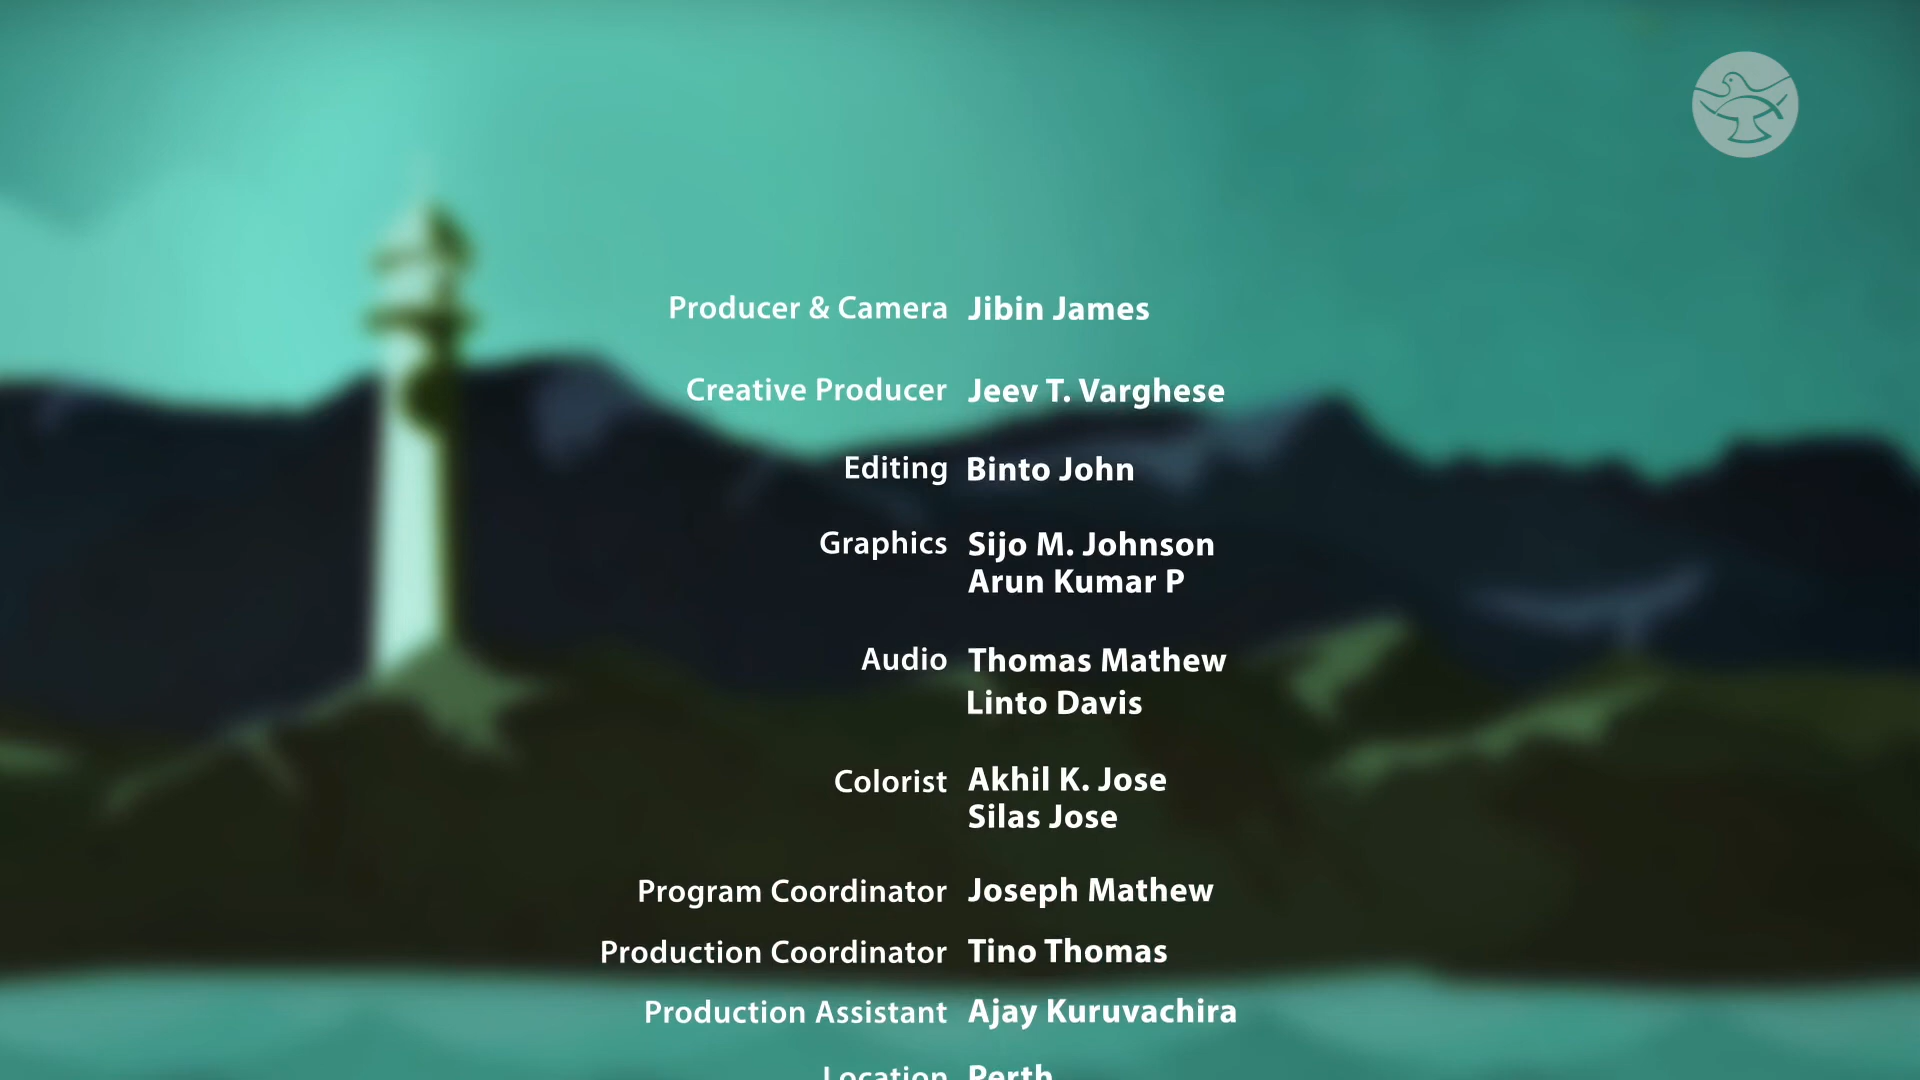 Producer & Camera Jibin James
Creative Producer Jeev T. Varghese
Editing Binto John
Graphics Sijo M. Johnson
Arun Kumar P
Audio Thomas Mathew
Linto Davis
Colorist Akhil K. Jose
Silas Jose
Program Coordinator Joseph Mathew
Production Coordinator Tino Thomas
Production Assistant Ajay Kuruvachira
Location Perth